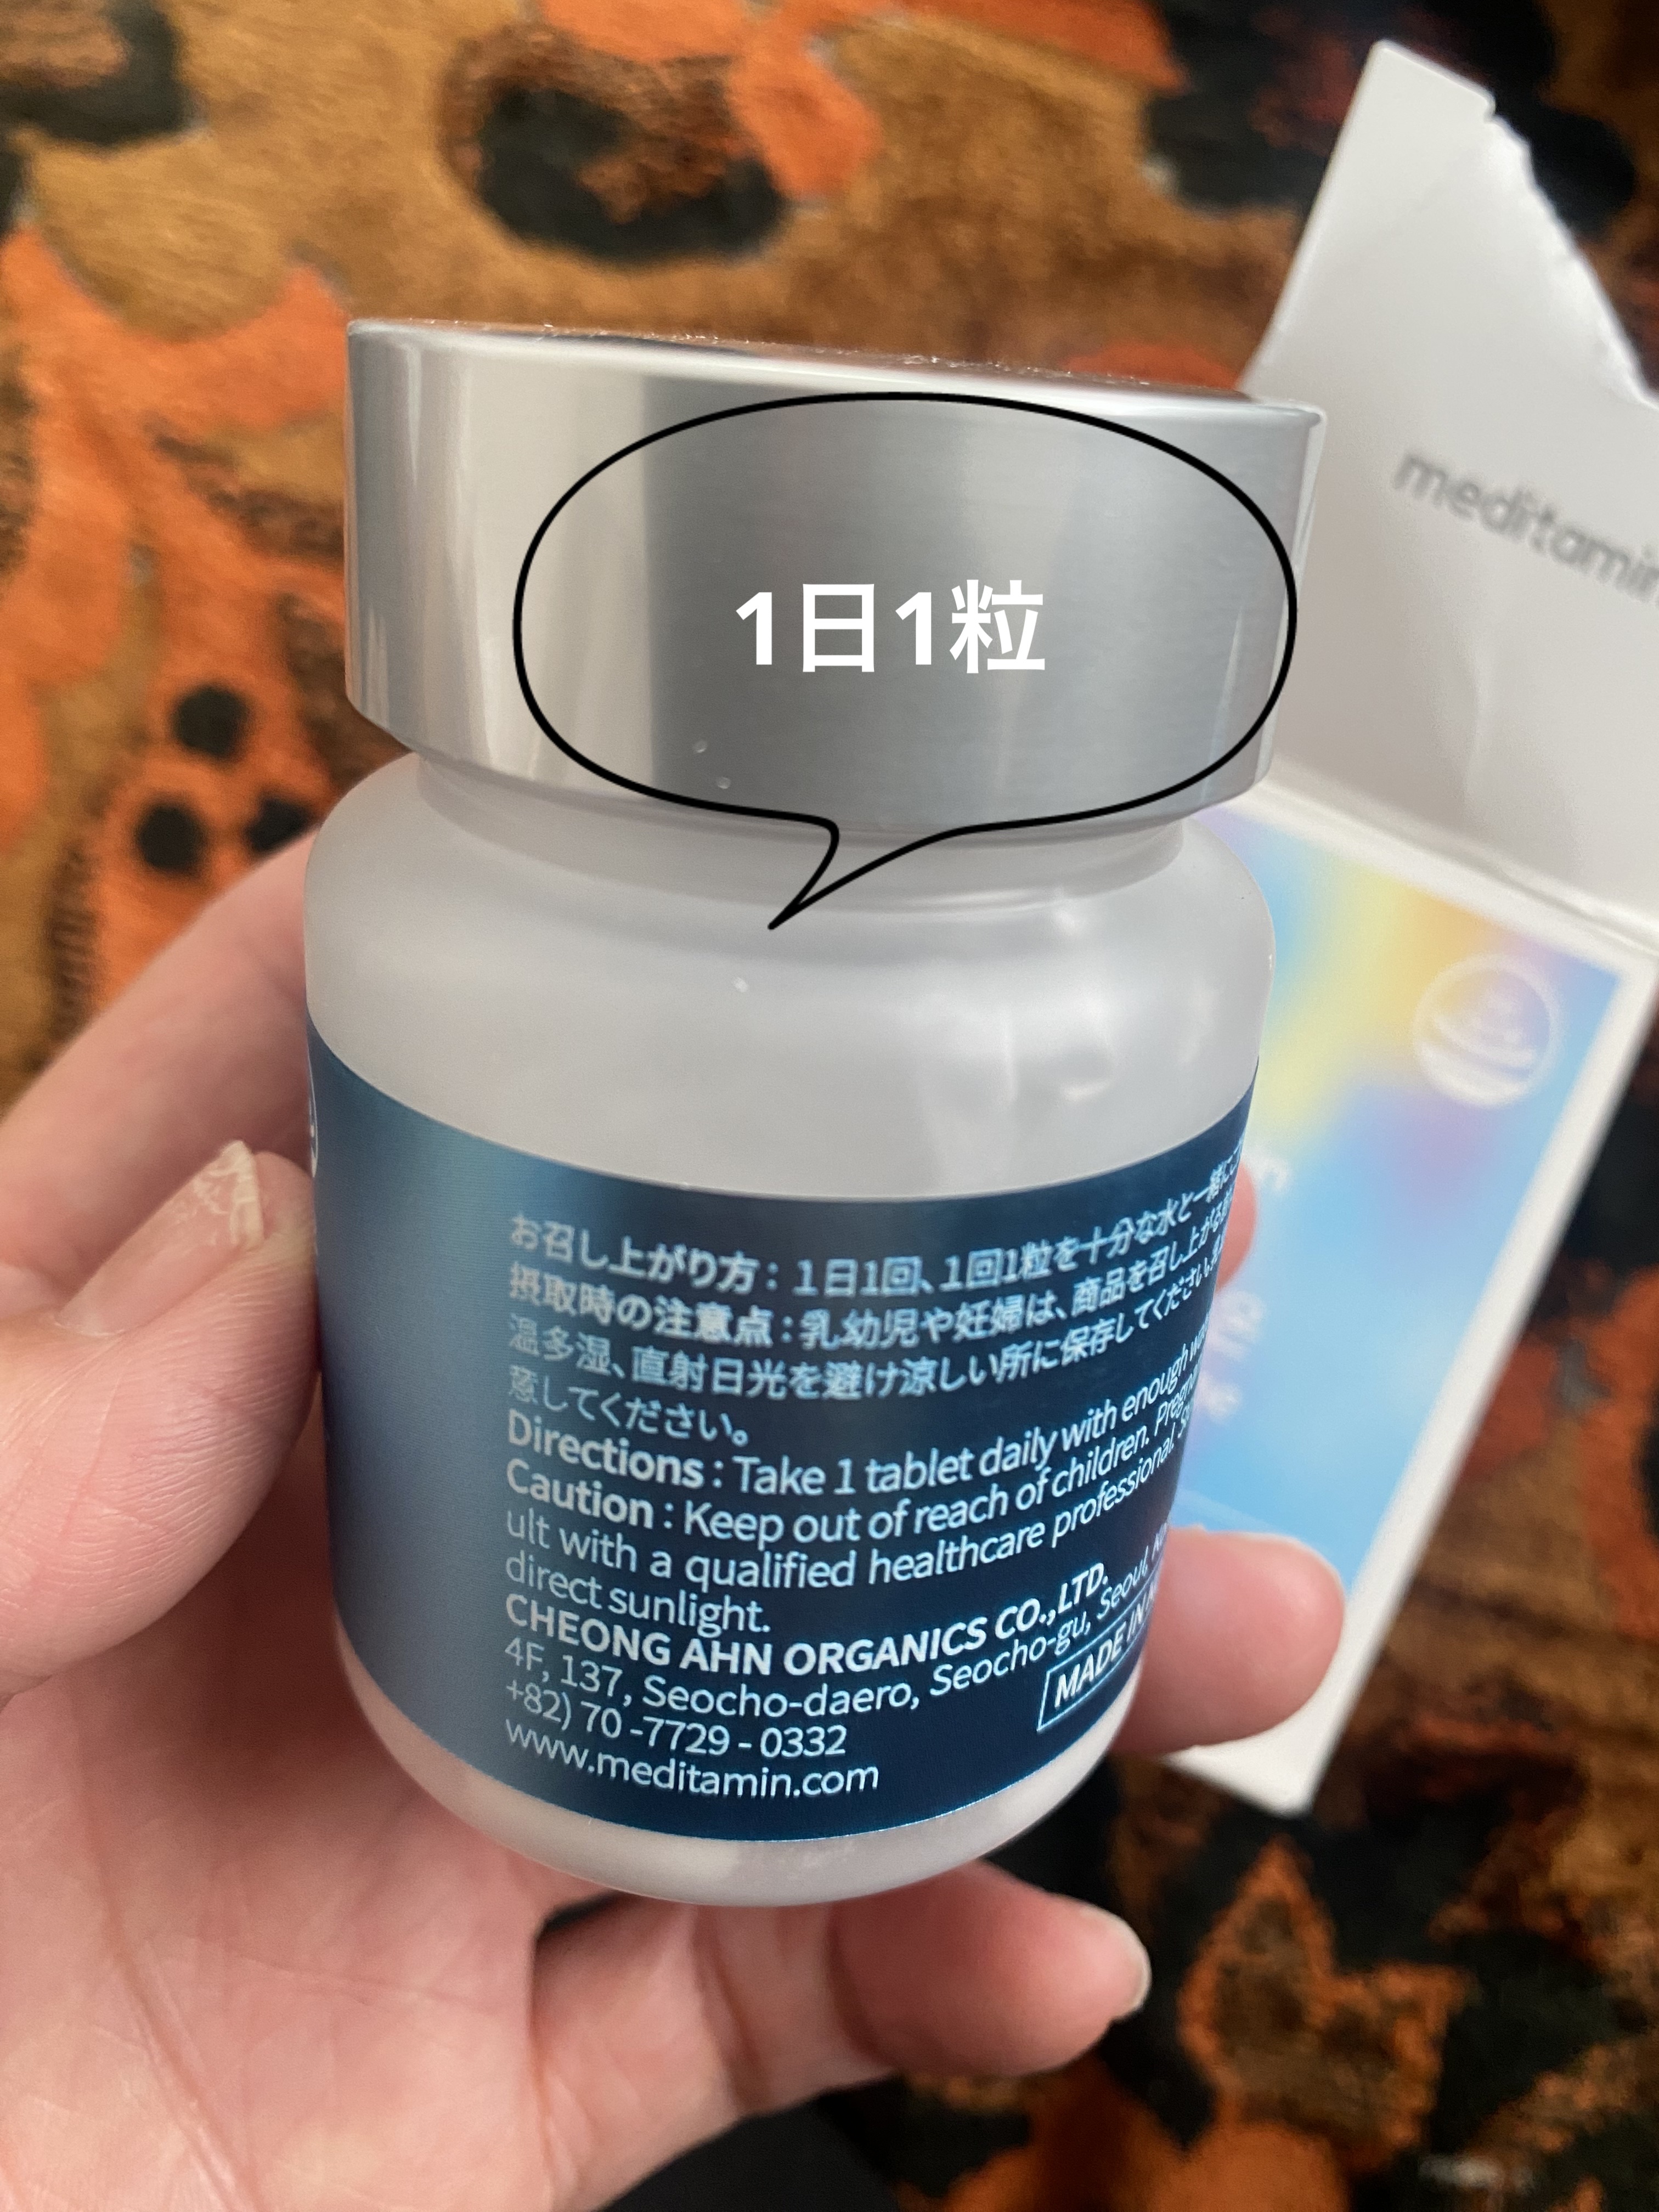 1日1粒
meditamin
お召し上がり方：1日1回、1回1粒を十分な水と一緒に
摂取時の注意点：乳幼児や妊婦は、商品を召し上がる
温多湿、直射日光を避け涼しい所に保存してください。
意してください。
Directions : Take 1 tablet daily with enough
Caution : Keep out of reach of children.
ult with a qualified healthcare professional.
direct sunlight.
CHEONG AHN ORGANICS CO.,LTD.
4F, 137, Seocho-daero, Seocho-gu, Seoul,
+82) 70 -7729 - 0332
MADE IN
www.meditamin.com